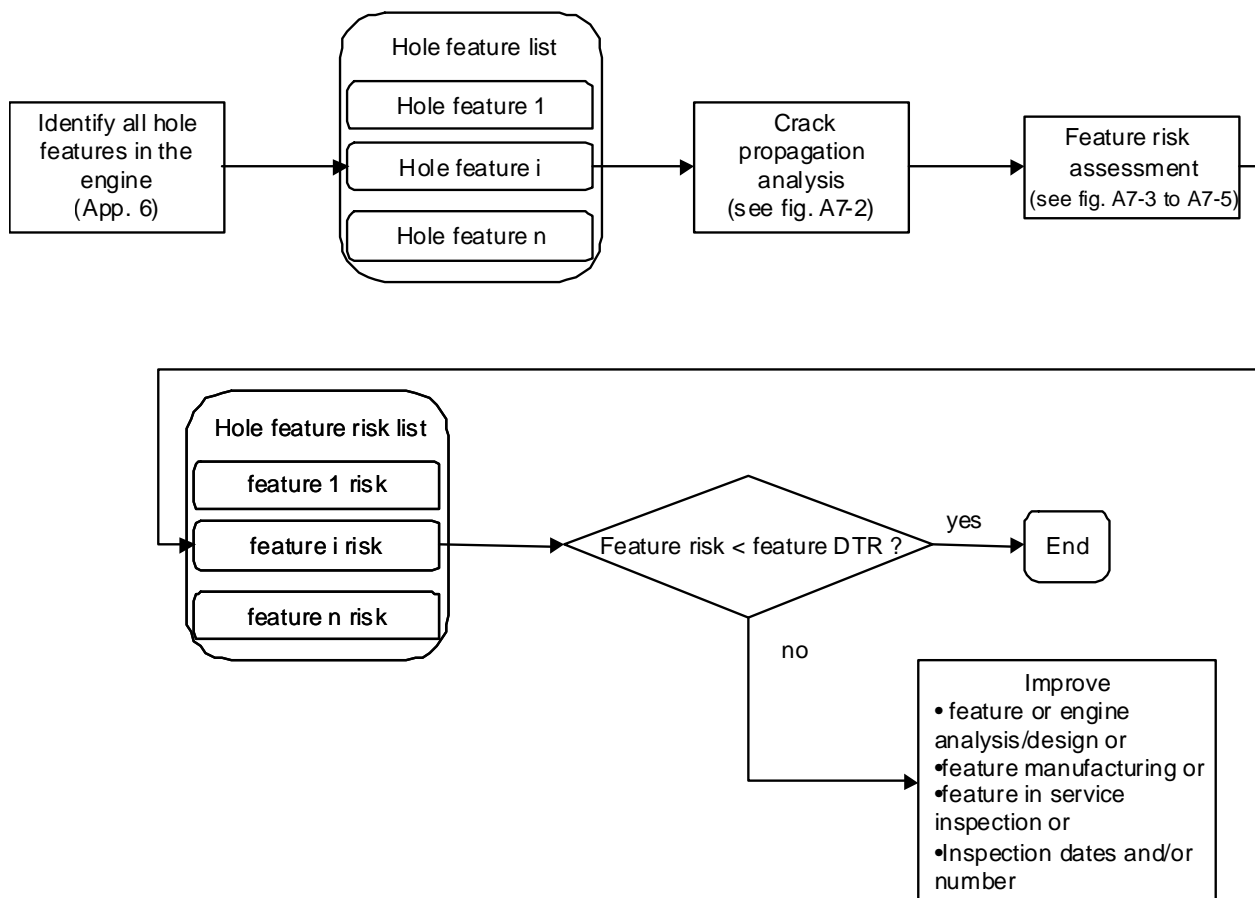 Identify all hole
features in the
engine
(App. 6)
Hole feature list
Hole feature 1
Hole feature i
Hole feature n
Crack
propagation
analysis
(see fig. A7-2)
Feature risk
assessment
(see fig. A7-3 to A7-5)
Hole feature risk list
feature 1 risk
feature i risk
feature n risk
Feature risk < feature DTR ?
yes
End
no
Improve
• feature or engine
analysis/design or
•feature manufacturing or
•feature in service
inspection or
•Inspection dates and/or
number